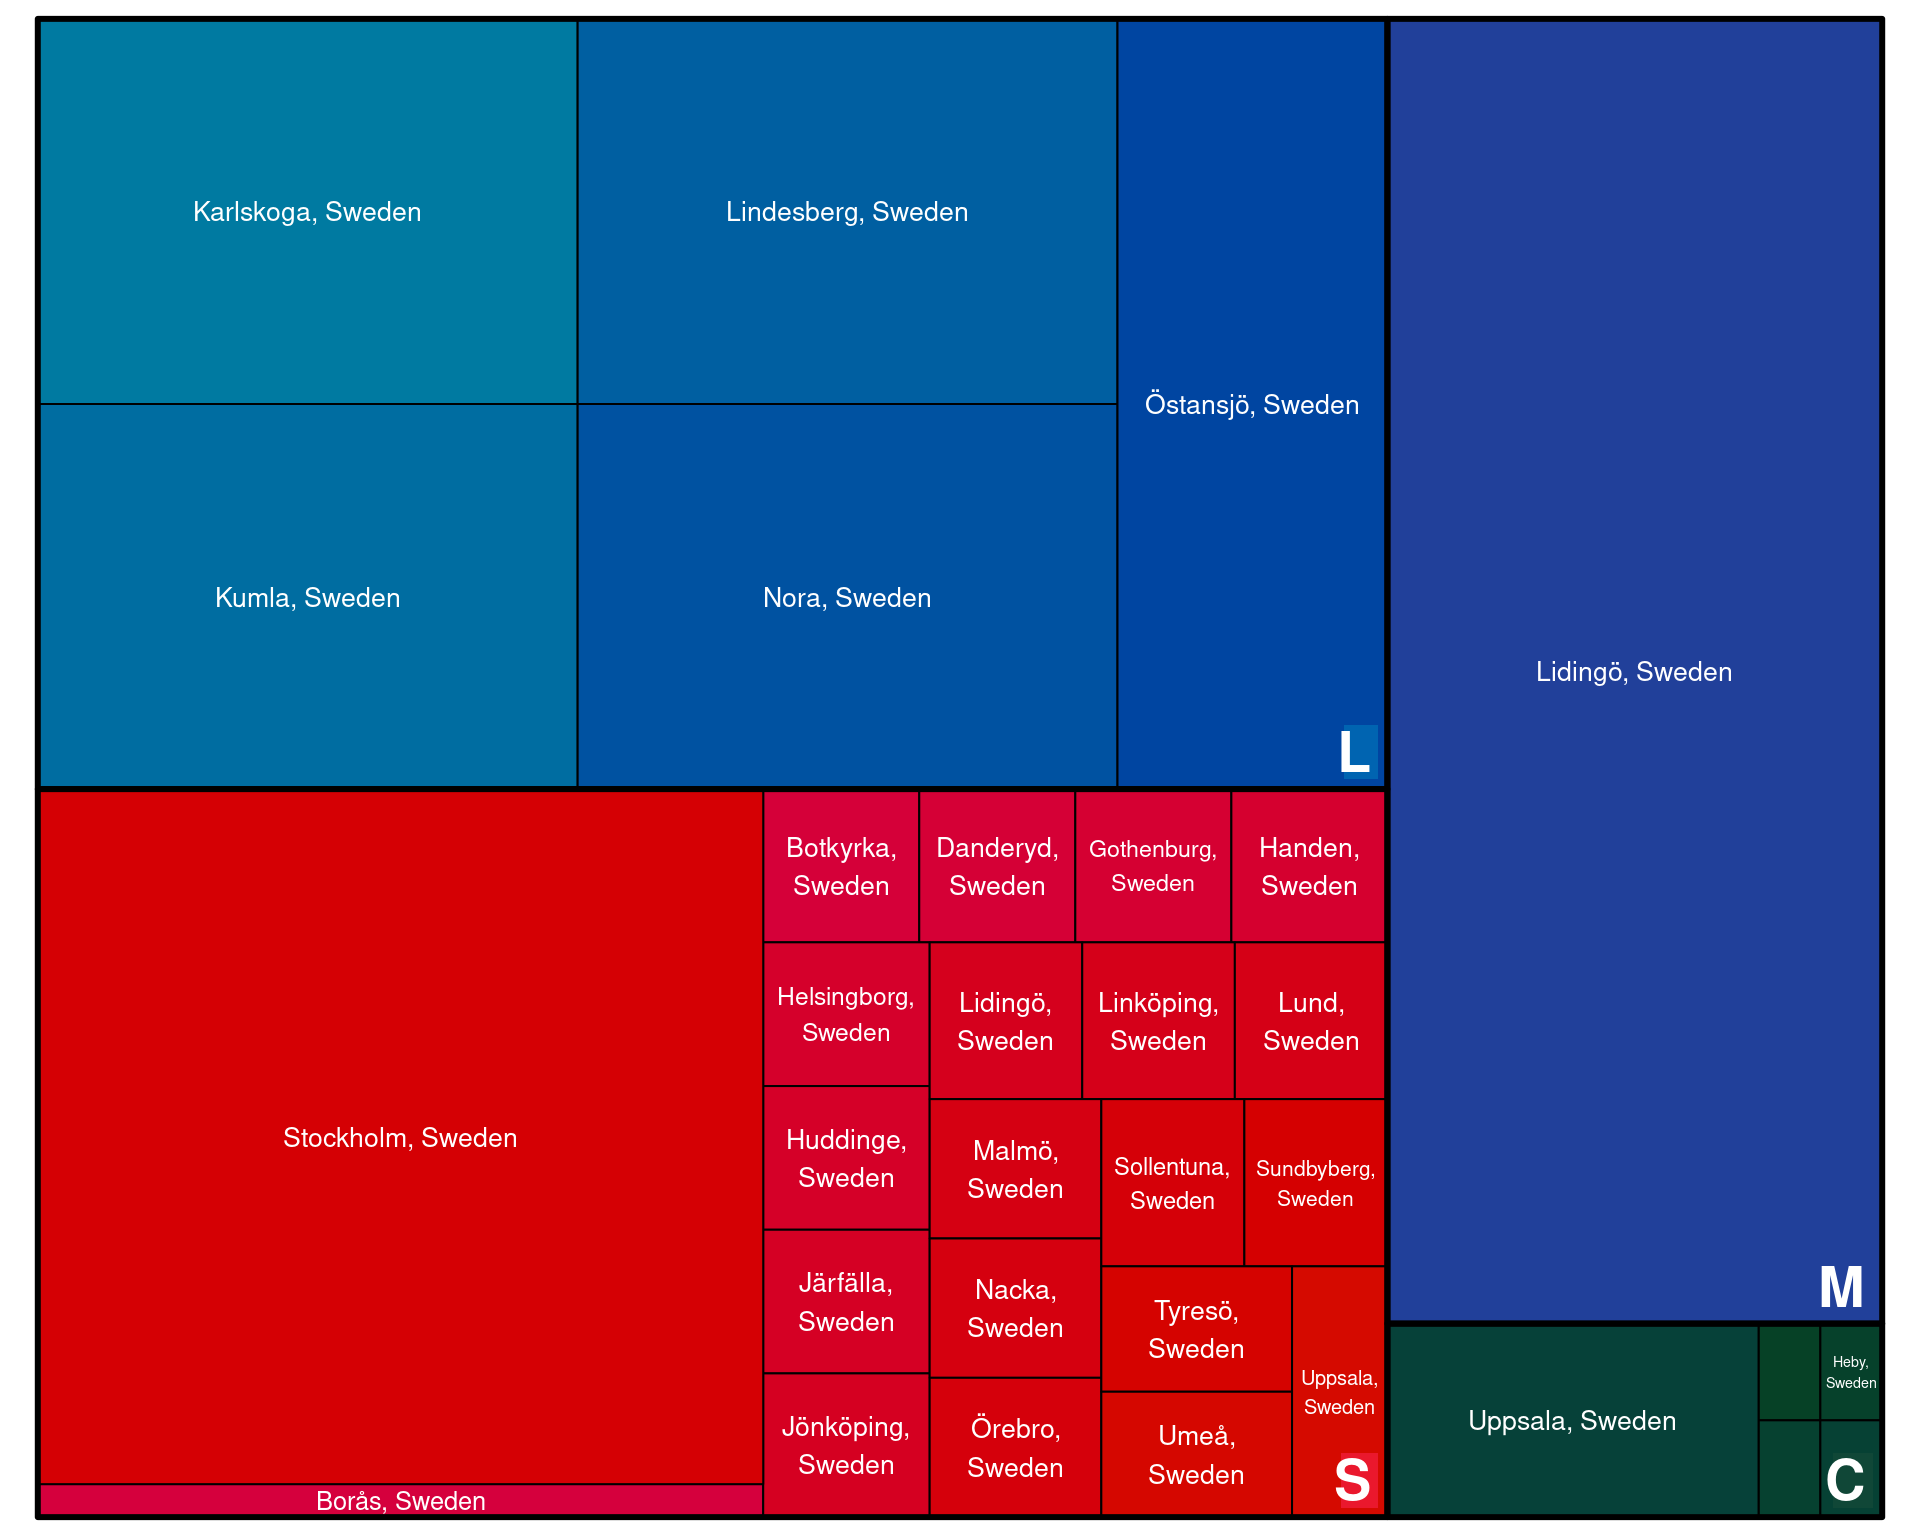 Karlskoga, Sweden
Lindesberg, Sweden
Östansjö, Sweden
Kumla, Sweden
Nora, Sweden
L
Lidingö, Sweden
M
Stockholm, Sweden
Borås, Sweden
Botkyrka,
Sweden
Danderyd,
Sweden
Gothenburg,
Sweden
Handen,
Sweden
Helsingborg,
Sweden
Lidingö,
Sweden
Linköping,
Sweden
Lund,
Sweden
Huddinge,
Sweden
Malmö,
Sweden
Sollentuna,
Sweden
Sundbyberg,
Sweden
Järfälla,
Sweden
Nacka,
Sweden
Tyresö,
Sweden
Uppsala,
Sweden
Jönköping,
Sweden
Örebro,
Sweden
Umeå,
Sweden
S
Uppsala, Sweden
Heby,
Sweden
C